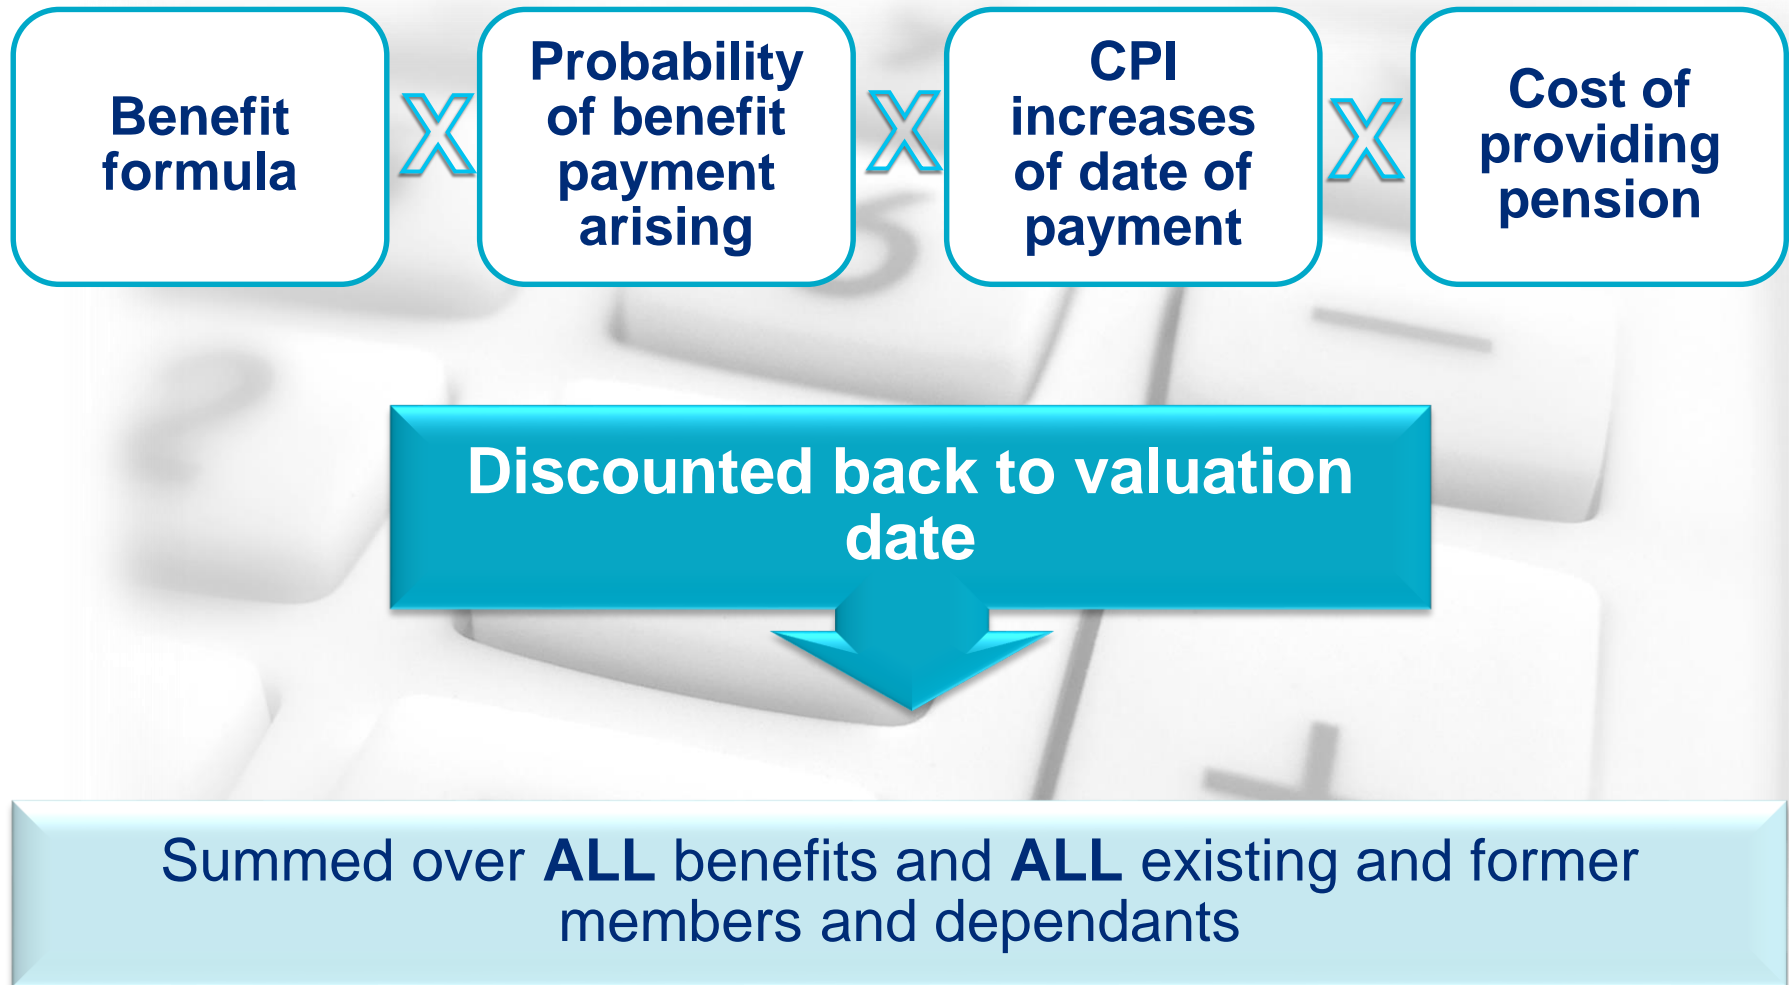 Benefit
formula
X
Probability
of benefit
payment
arising
X
CPI
increases
of date of
payment
X
Cost of
providing
pension
Discounted back to valuation
date
Summed over ALL benefits and ALL existing and former
members and dependants